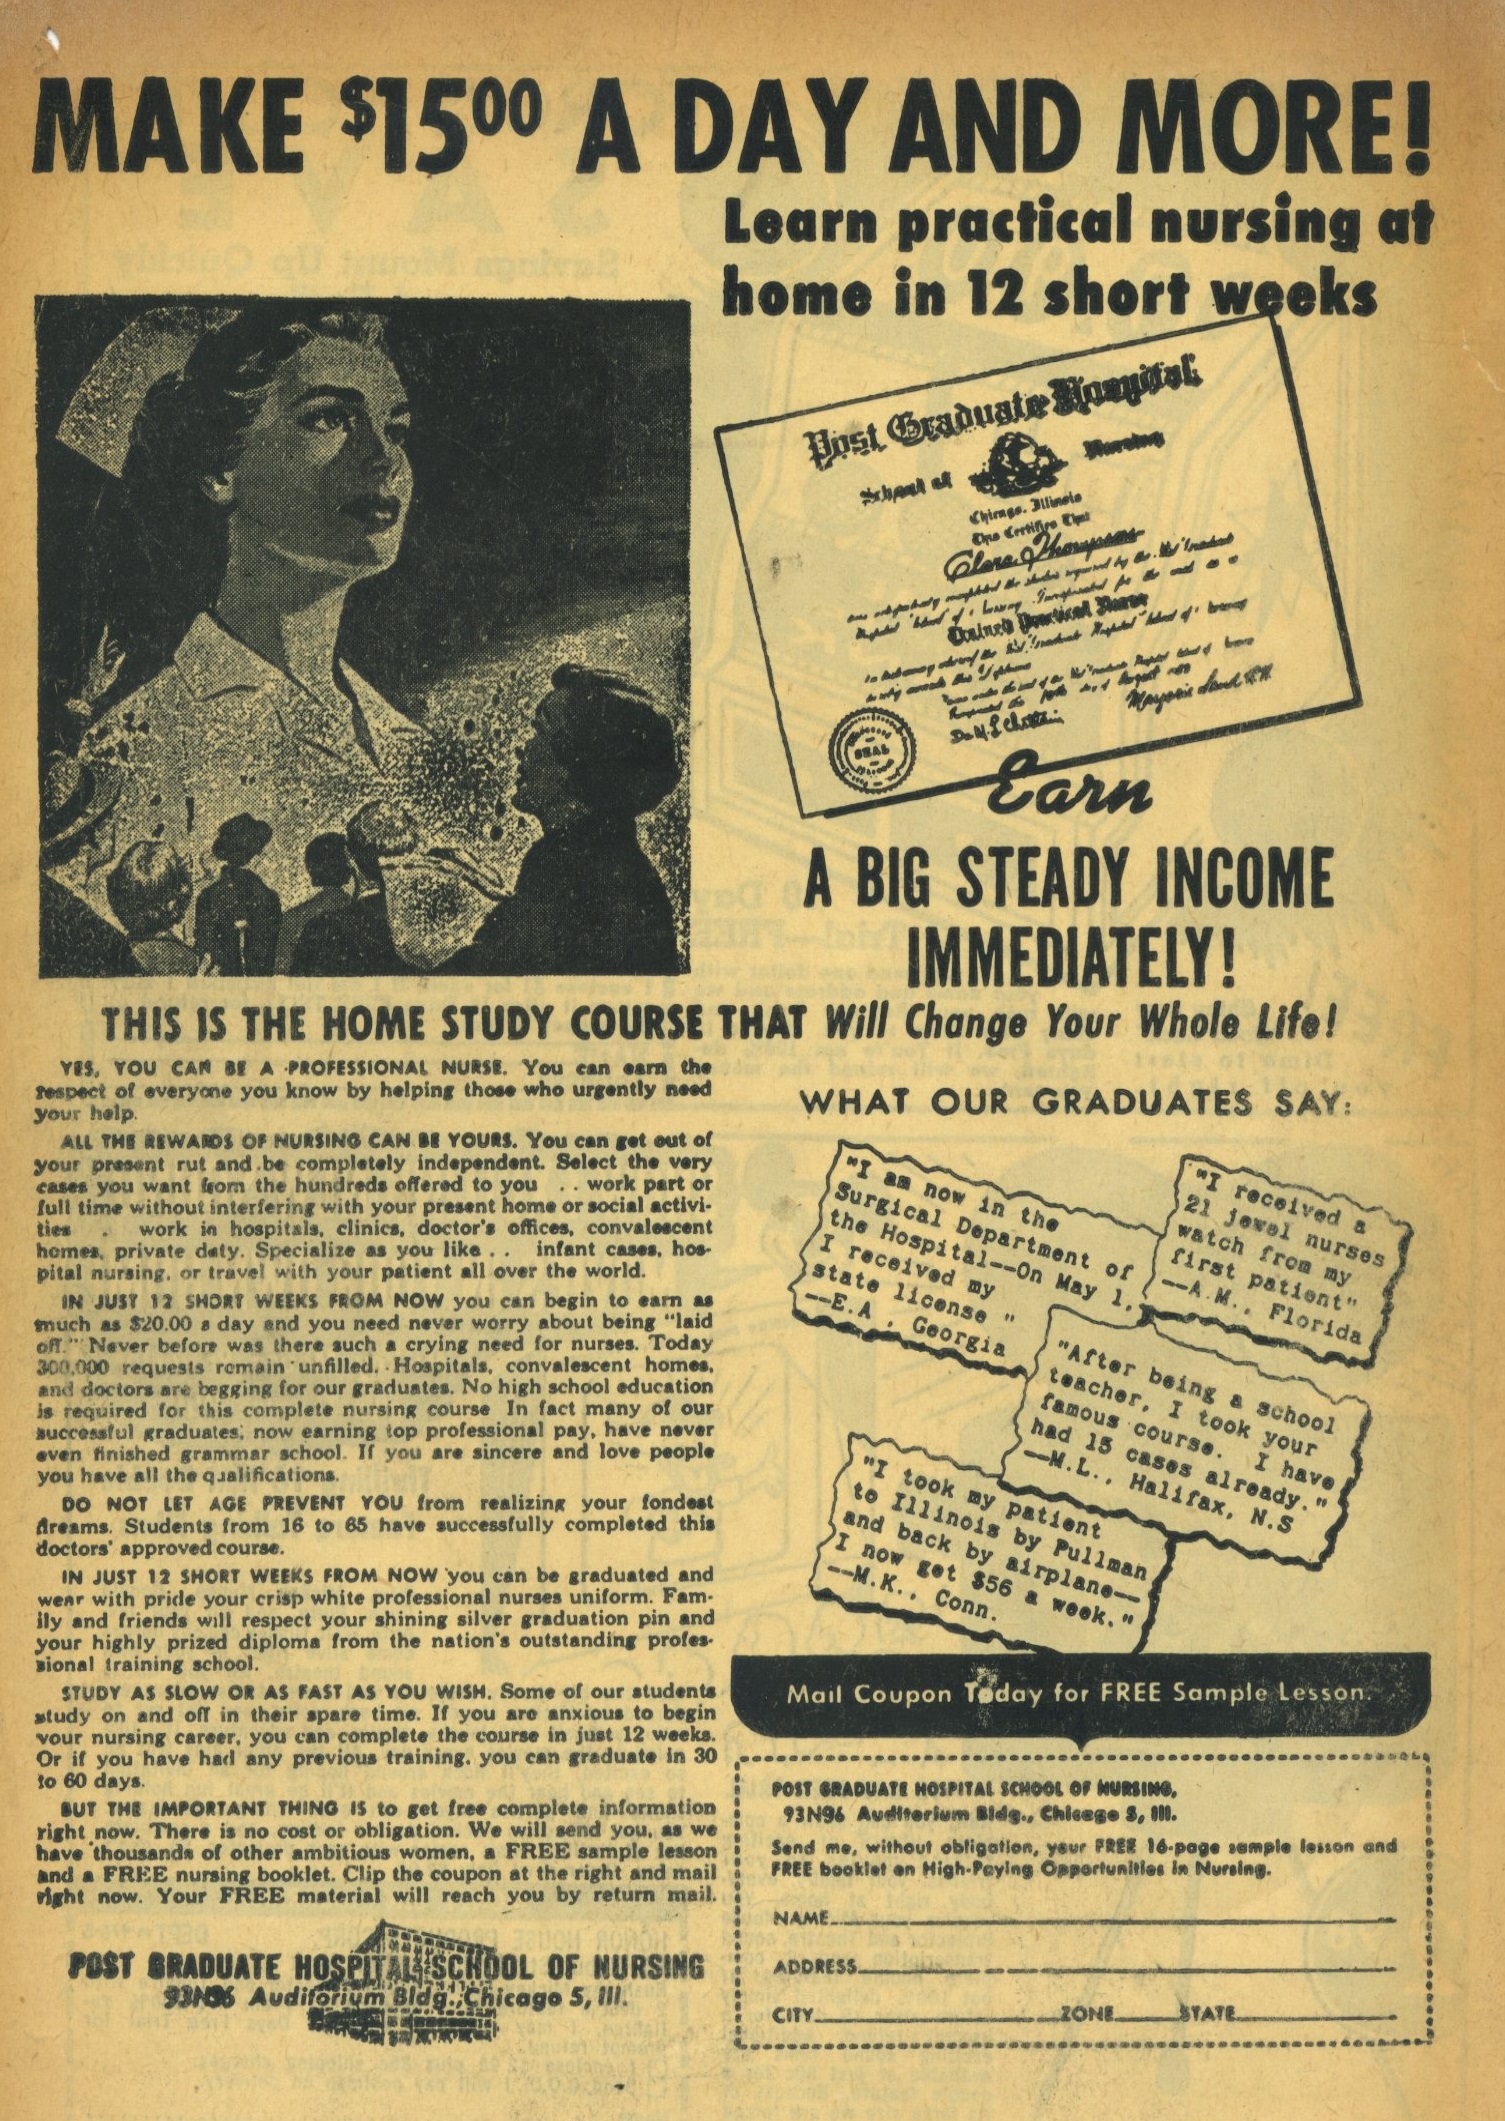 MAKE $15.00 A DAY AND MORE!
Learn practical nursing at
home in 12 short weeks
Post Graduate Hospital
School of Nursing
Chicago, Illinois
This Certifies That
Clara Thompson
Trained Practical Nurse
SEAL
Earn
A BIG STEADY INCOME
IMMEDIATELY!
THIS IS THE HOME STUDY COURSE THAT Will Change Your Whole Life!
YES, YOU CAN BE A PROFESSIONAL NURSE. You can earn the
respect of everyone you know by helping those who urgently need
your help.
ALL THE REWARDS OF NURSING CAN BE YOURS. You can get out of
your present rut and be completely independent. Select the very
cases you want from the hundreds offered to you . . work part or
full time without interfering with your present home or social activi-
ties . work in hospitals, clinics, doctor's offices, convalescent
homes, private duty. Specialize as you like . . infant cases, hos-
pital nursing, or travel with your patient all over the world.
IN JUST 12 SHORT WEEKS FROM NOW you can begin to earn as
much as $20.00 a day and you need never worry about being "laid
off." Never before was there such a crying need for nurses. Today
300,000 requests remain unfilled. Hospitals, convalescent homes,
and doctors are begging for our graduates. No high school education
is required for this complete nursing course In fact many of our
successful graduates, now earning top professional pay, have never
even finished grammar school. If you are sincere and love people
you have all the qualifications.
DO NOT LET AGE PREVENT YOU from realizing your fondest
dreams. Students from 16 to 65 have successfully completed this
doctors' approved course.
IN JUST 12 SHORT WEEKS FROM NOW you can be graduated and
wear with pride your crisp white professional nurses uniform. Fam-
ily and friends will respect your shining silver graduation pin and
your highly prized diploma from the nation's outstanding profes-
sional training school.
STUDY AS SLOW OR AS FAST AS YOU WISH. Some of our students
study on and off in their spare time. If you are anxious to begin
your nursing career, you can complete the course in just 12 weeks.
Or if you have had any previous training, you can graduate in 30
to 60 days.
BUT THE IMPORTANT THING IS to get free complete information
right now. There is no cost or obligation. We will send you, as we
have thousands of other ambitious women, a FREE sample lesson
and a FREE nursing booklet. Clip the coupon at the right and mail
right now. Your FREE material will reach you by return mail.
POST GRADUATE HOSPITAL SCHOOL OF NURSING
93N96 Auditorium Bldg., Chicago 5, Ill.
WHAT OUR GRADUATES SAY:
"I am now in the
Surgical Department of
the Hospital--On May 1,
I received my
state license "
--E.A , Georgia
"I received a
21 jewel nurses
watch from my
first patient"
--A.M., Florida
"After being a school
teacher, I took your
famous course. I have
had 15 cases already."
--M.L., Halifax, N.S
"I took my patient
to Illinois by Pullman
and back by airplane--
I now get $56 a week."
--M.K., Conn.
Mail Coupon Today for FREE Sample Lesson.
POST GRADUATE HOSPITAL SCHOOL OF NURSING,
93N96 Auditorium Bldg., Chicago 5, Ill.
Send me, without obligation, your FREE 16-page sample lesson and
FREE booklet on High-Paying Opportunities in Nursing.
NAME
ADDRESS
CITY ZONE STATE